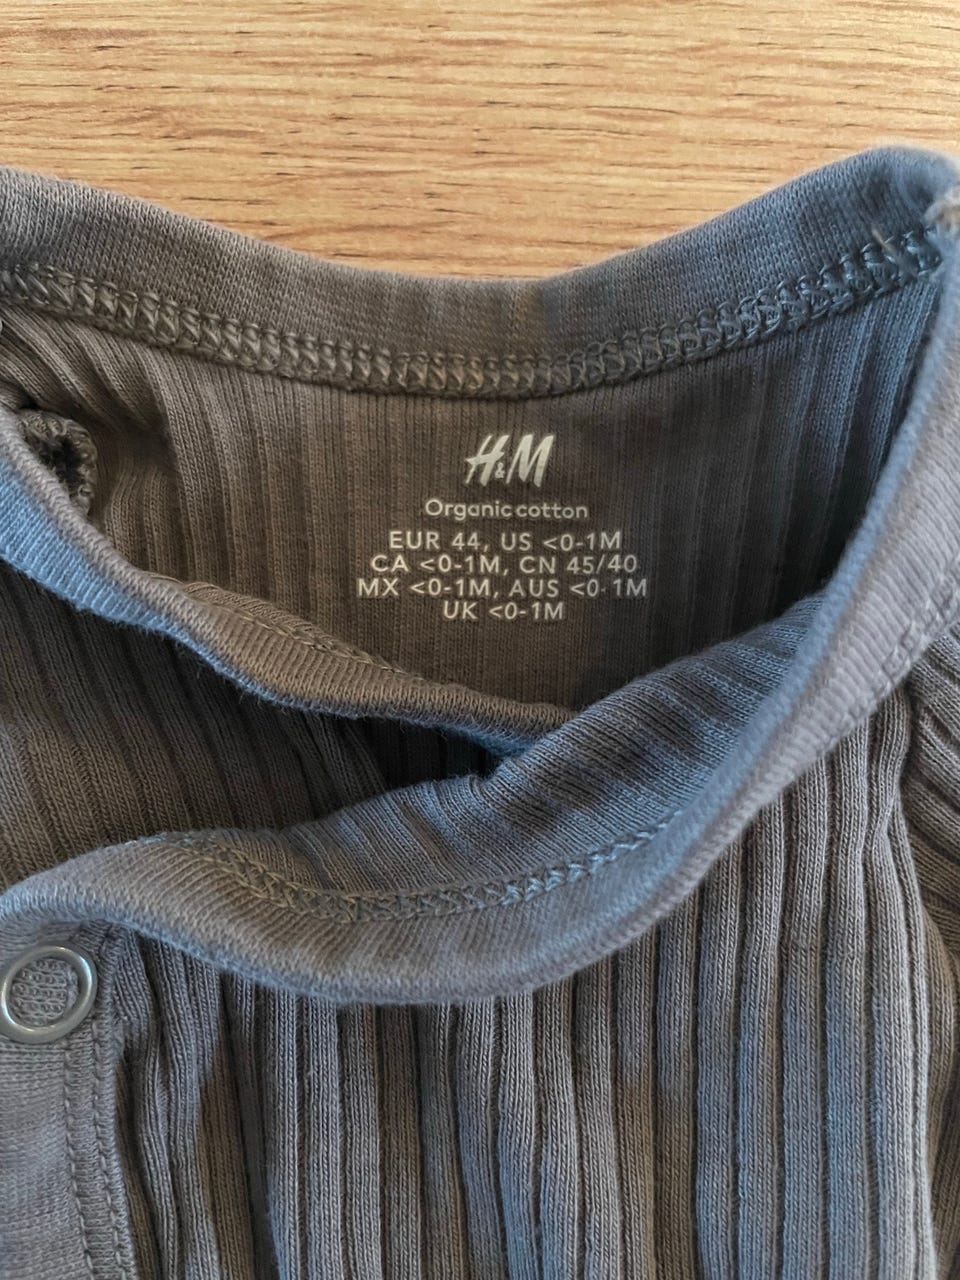 H&M
Organic cotton
EUR 44, US <0-1M
CA <0-1M, CN 45/40
MX <0-1M, AUS <0-1M
UK <0-1M